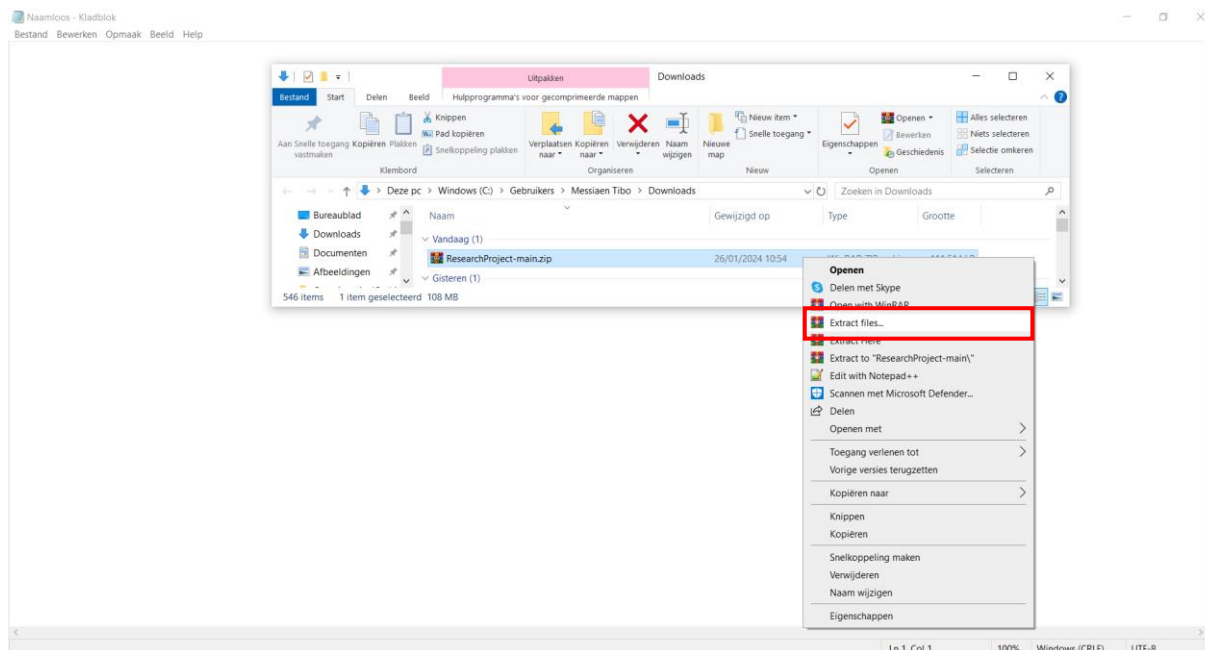 Naamloos - Kladblok
Bestand Bewerken Opmaak Beeld Help
Uitpakken Downloads
Bestand Start Delen Beeld Hulpprogramma's voor gecomprimeerde mappen
Aan Snelle toegang vastmaken
Kopiëren
Plakken
Knippen
Pad kopiëren
Snelkoppeling plakken
Klembord
Verplaatsen naar
Kopiëren naar
Verwijderen
Naam wijzigen
Organiseren
Nieuwe map
Nieuw item
Snelle toegang
Nieuw
Eigenschappen
Openen
Bewerken
Geschiedenis
Openen
Alles selecteren
Niets selecteren
Selectie omkeren
Selecteren
Deze pc > Windows (C:) > Gebruikers > Messiaen Tibo > Downloads
Zoeken in Downloads
Bureaublad
Downloads
Documenten
Afbeeldingen
Naam Gewijzigd op Type Grootte
Vandaag (1)
ResearchProject-main.zip 26/01/2024 10:54
Gisteren (1)
546 items 1 item geselecteerd 108 MB
Openen
Delen met Skype
Open with WinRAR
Extract files...
Extract Here
Extract to "ResearchProject-main\"
Edit with Notepad++
Scannen met Microsoft Defender...
Delen
Openen met
Toegang verlenen tot
Vorige versies terugzetten
Kopiëren naar
Knippen
Kopiëren
Snelkoppeling maken
Verwijderen
Naam wijzigen
Eigenschappen
Ln 1, Col 1 100% Windows (CRLF) UTF-8